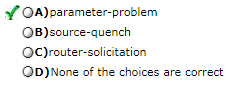 A)parameter-problem
B)source-quench
C)router-solicitation
D)None of the choices are correct